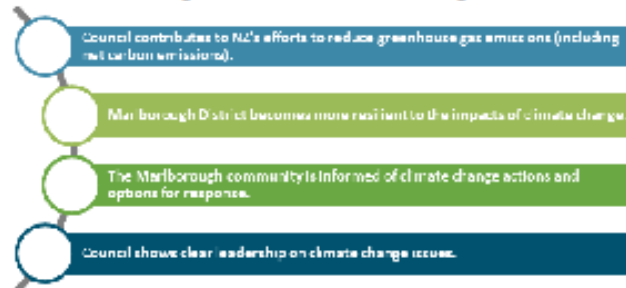 Council contributes to NZ's efforts to reduce greenhouse gas emissions (including
net carbon emissions).
Marlborough District becomes more resilient to the impacts of climate change.
The Marlborough community is informed of climate change actions and
options for response.
Council shows clear leadership on climate change issues.